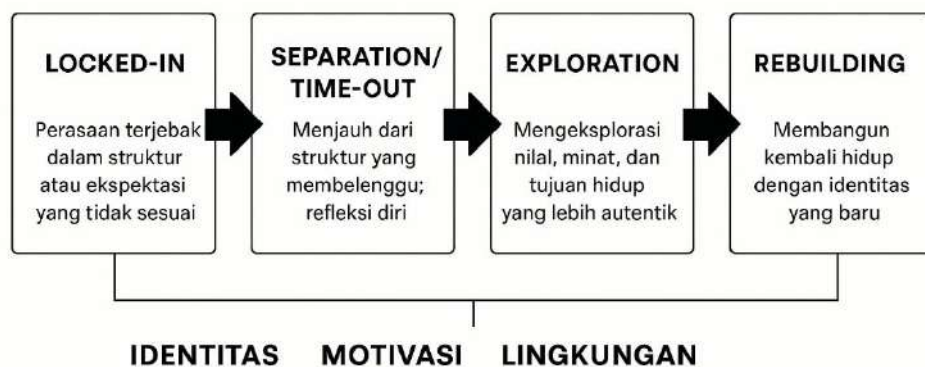 LOCKED-IN
Perasaan terjebak
dalam struktur
atau ekspektasi
yang tidak sesuai
SEPARATION/
TIME-OUT
Menjauh dari
struktur yang
membelenggu;
refleksi diri
EXPLORATION
Mengeksplorasi
nilal, minat, dan
tujuan hidup
yang lebih autentik
REBUILDING
Membangun
kembali hidup
dengan identitas
yang baru
IDENTITAS MOTIVASI LINGKUNGAN